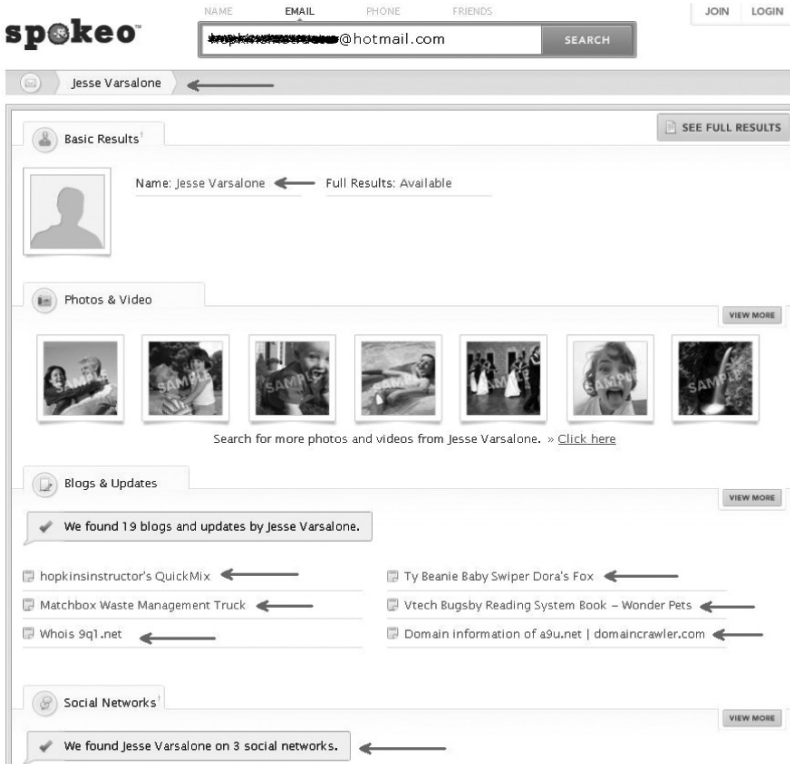 NAME EMAIL PHONE FRIENDS JOIN LOGIN
spokeo™
@hotmail.com SEARCH
Jesse Varsalone
SEE FULL RESULTS
Basic Results†
Name: Jesse Varsalone Full Results: Available
Photos & Video
VIEW MORE
SAMPLE SAMPLE SAMPLE SAMPLE SAMPLE SAMPLE SAMPLE
Search for more photos and videos from Jesse Varsalone. » Click here
Blogs & Updates
VIEW MORE
We found 19 blogs and updates by Jesse Varsalone.
hopkinsinstructor's QuickMix Ty Beanie Baby Swiper Dora's Fox
Matchbox Waste Management Truck Vtech Bugsby Reading System Book – Wonder Pets
Whois 9q1.net Domain information of a9u.net | domaincrawler.com
Social Networks†
VIEW MORE
We found Jesse Varsalone on 3 social networks.